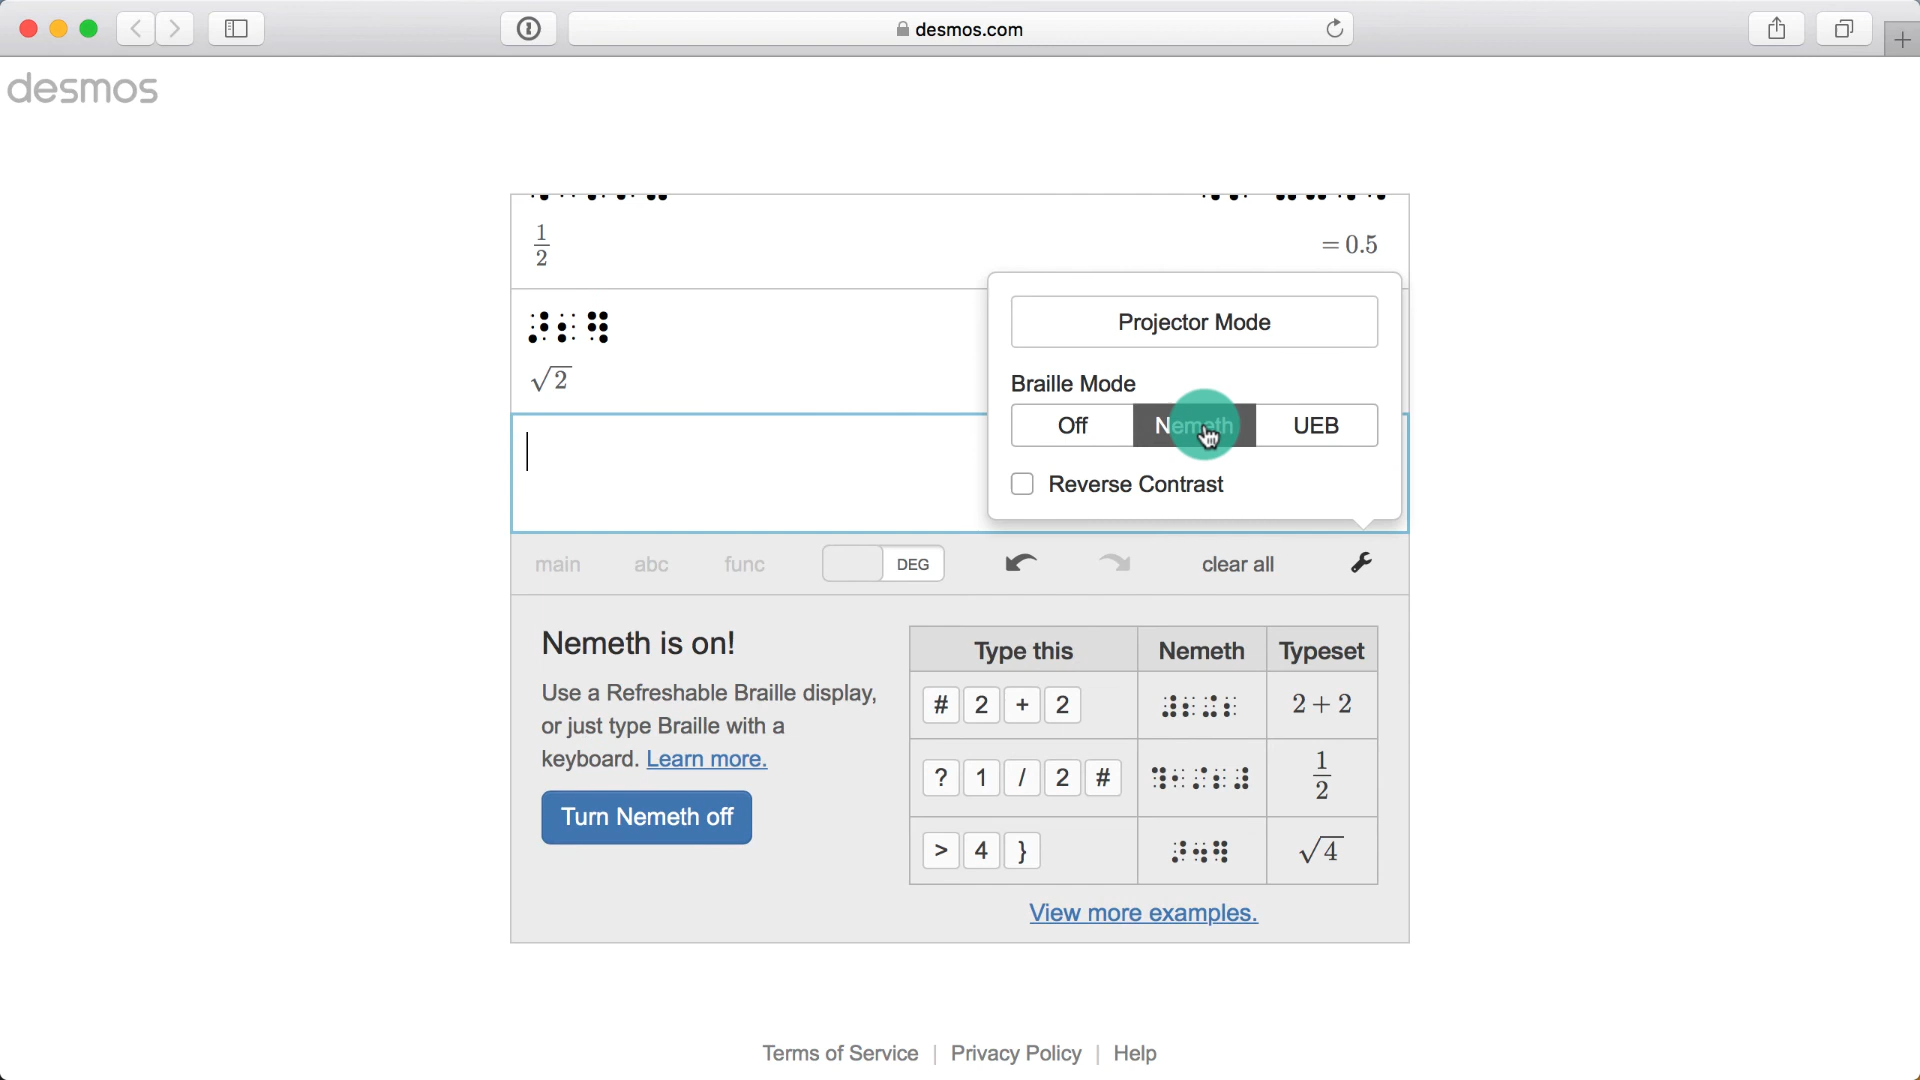 desmos.com
desmos
1
2
= 0.5
⠜⠆⠻
√2
Projector Mode
Braille Mode
Off Nemeth UEB
Reverse Contrast
main abc func DEG clear all
Nemeth is on!
Use a Refreshable Braille display,
or just type Braille with a
keyboard. Learn more.
Turn Nemeth off
Type this Nemeth Typeset
# 2 + 2 ⠼⠆⠬⠆ 2 + 2
? 1 / 2 # ⠹⠂⠌⠆⠼ 1/2
> 4 } ⠜⠲⠻ √4
View more examples.
Terms of Service | Privacy Policy | Help